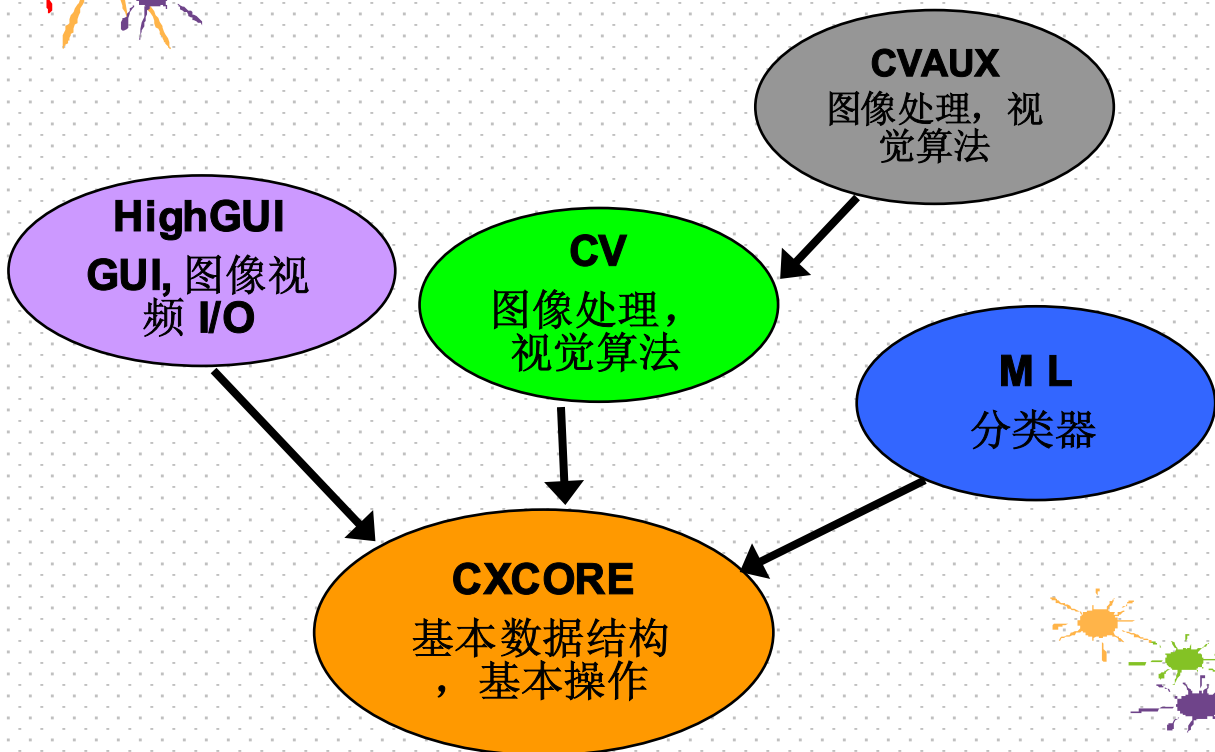 CVAUX
图像处理，视
觉算法
HighGUI
GUI, 图像视
频 I/O
CV
图像处理，
视觉算法
M L
分类器
CXCORE
基本数据结构
，基本操作